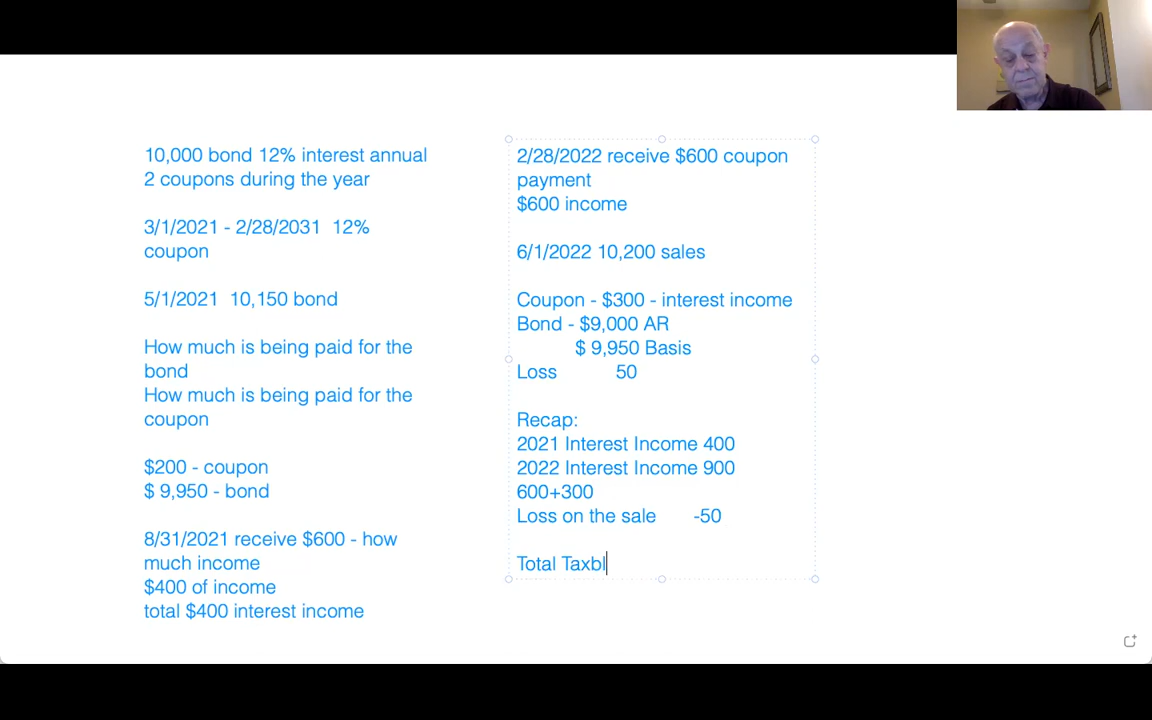 10,000 bond 12% interest annual
2 coupons during the year
3/1/2021 - 2/28/2031  12%
coupon
5/1/2021  10,150 bond
How much is being paid for the
bond
How much is being paid for the
coupon
$200 - coupon
$ 9,950 - bond
8/31/2021 receive $600 - how
much income
$400 of income
total $400 interest income
2/28/2022 receive $600 coupon
payment
$600 income
6/1/2022 10,200 sales
Coupon - $300 - interest income
Bond - $9,000 AR
$ 9,950 Basis
Loss 50
Recap:
2021 Interest Income 400
2022 Interest Income 900
600+300
Loss on the sale -50
Total Taxbl